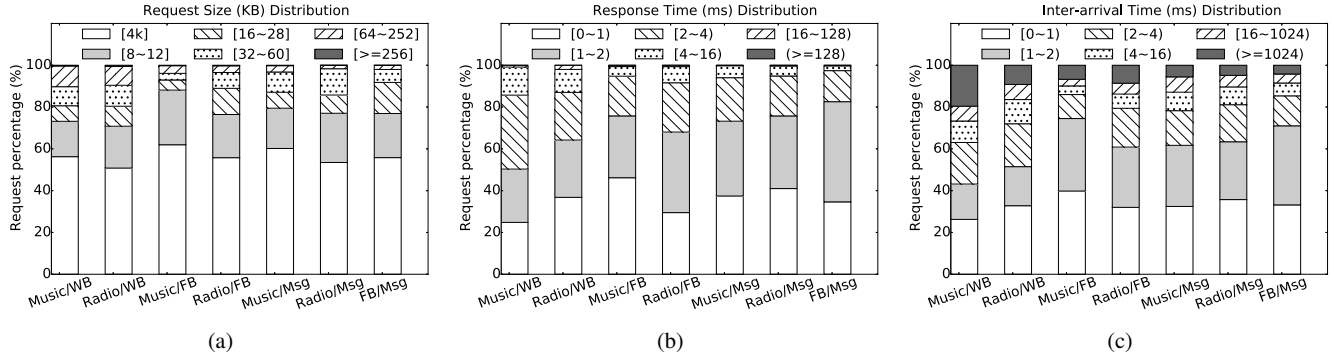 Request Size (KB) Distribution
[4k] [16~28] [64~252]
[8~12] [32~60] [>=256]
Request percentage (%)
100
80
60
40
20
0
Music/WB Radio/WB Music/FB Radio/FB Music/Msg Radio/Msg FB/Msg
(a)
Response Time (ms) Distribution
[0~1) [2~4) [16~128)
[1~2) [4~16) (>=128)
Request percentage (%)
100
80
60
40
20
0
Music/WB Radio/WB Music/FB Radio/FB Music/Msg Radio/Msg FB/Msg
(b)
Inter-arrival Time (ms) Distribution
[0~1) [2~4) [16~1024)
[1~2) [4~16) (>=1024)
Request percentage (%)
100
80
60
40
20
0
Music/WB Radio/WB Music/FB Radio/FB Music/Msg Radio/Msg FB/Msg
(c)